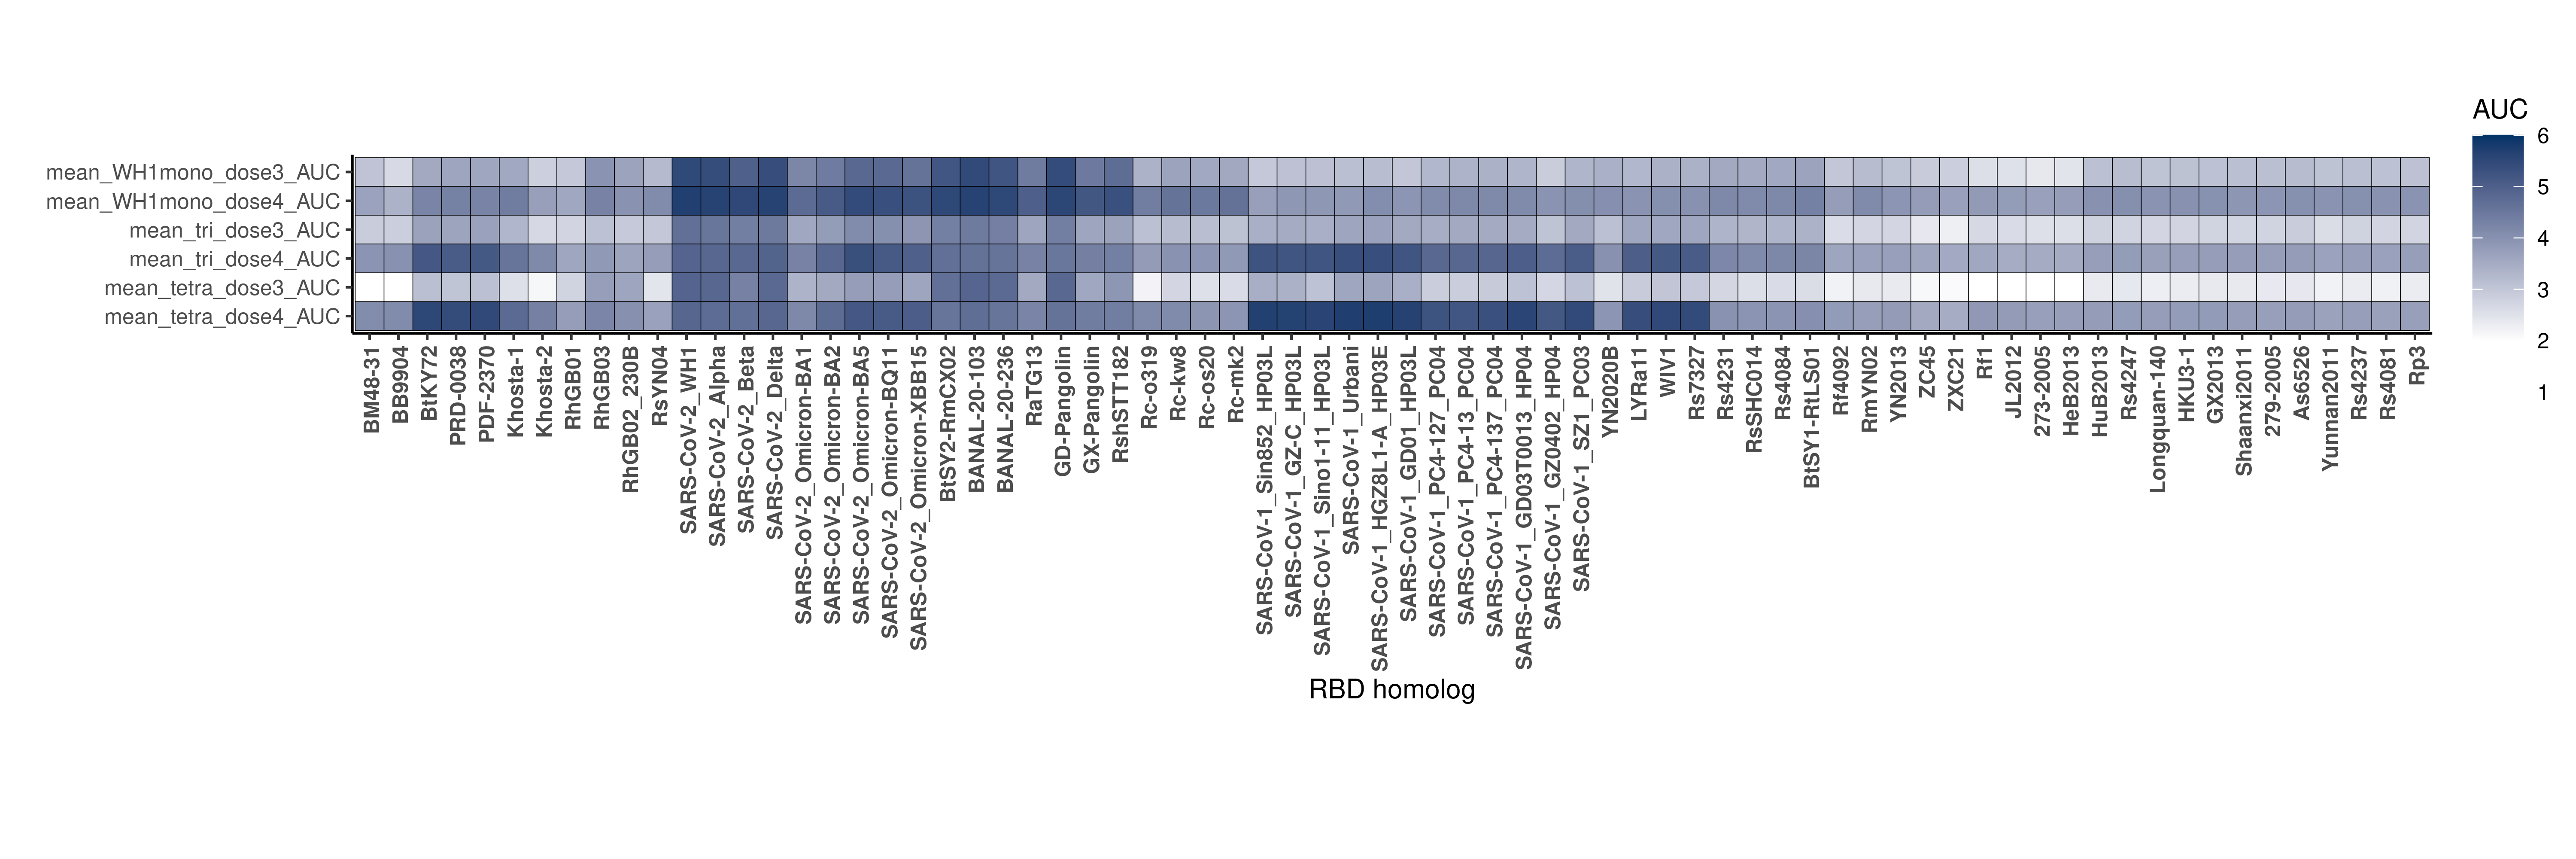 AUC
6
5
4
3
2
1
mean_WH1mono_dose3_AUC
mean_WH1mono_dose4_AUC
mean_tri_dose3_AUC
mean_tri_dose4_AUC
mean_tetra_dose3_AUC
mean_tetra_dose4_AUC
BM48-31
BB9904
BtKY72
PRD-0038
PDF-2370
Khosta-1
Khosta-2
RhGB01
RhGB03
RhGB02_230B
RsYN04
SARS-CoV-2_WH1
SARS-CoV-2_Alpha
SARS-CoV-2_Beta
SARS-CoV-2_Delta
SARS-CoV-2_Omicron-BA1
SARS-CoV-2_Omicron-BA2
SARS-CoV-2_Omicron-BA5
SARS-CoV-2_Omicron-BQ11
SARS-CoV-2_Omicron-XBB15
BtSY2-RmCX02
BANAL-20-103
BANAL-20-236
RaTG13
GD-Pangolin
GX-Pangolin
RshSTT182
Rc-o319
Rc-kw8
Rc-os20
Rc-mk2
SARS-CoV-1_Sin852_HP03L
SARS-CoV-1_GZ-C_HP03L
SARS-CoV-1_Sino1-11_HP03L
SARS-CoV-1_Urbani
SARS-CoV-1_HGZ8L1-A_HP03E
SARS-CoV-1_GD01_HP03L
SARS-CoV-1_PC4-127_PC04
SARS-CoV-1_PC4-13_PC04
SARS-CoV-1_PC4-137_PC04
SARS-CoV-1_GD03T0013_HP04
SARS-CoV-1_GZ0402_HP04
SARS-CoV-1_SZ1_PC03
YN2020B
LYRa11
WIV1
Rs7327
Rs4231
RsSHC014
Rs4084
BtSY1-RtLS01
Rf4092
RmYN02
YN2013
ZC45
ZXC21
Rf1
JL2012
273-2005
HeB2013
HuB2013
Rs4247
Longquan-140
HKU3-1
GX2013
Shaanxi2011
279-2005
As6526
Yunnan2011
Rs4237
Rs4081
Rp3
RBD homolog